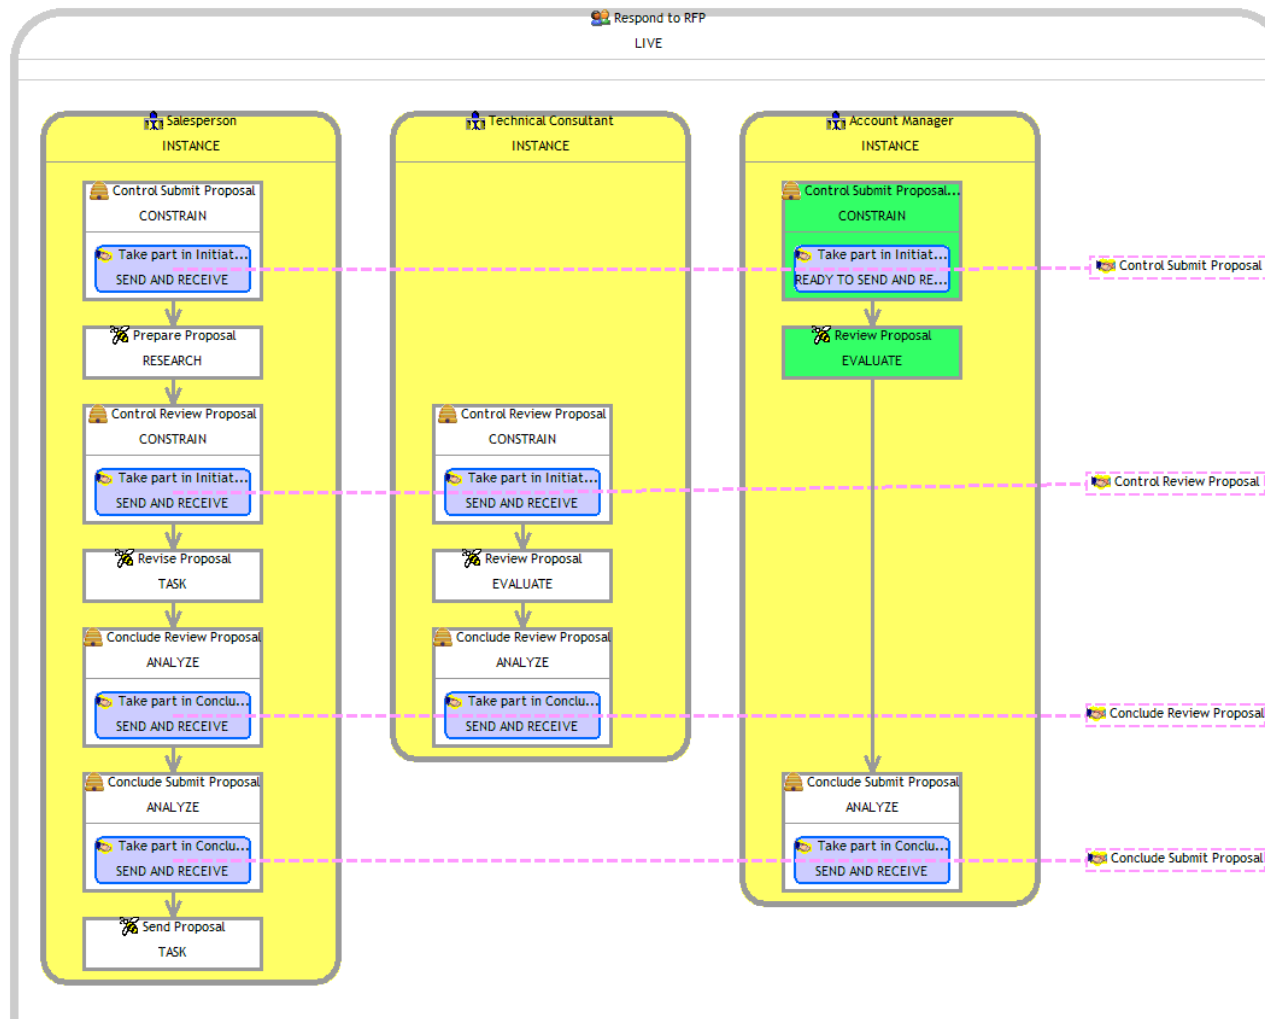 Respond to RFP
LIVE
Salesperson
INSTANCE
Control Submit Proposal
CONSTRAIN
Take part in Initiat...
SEND AND RECEIVE
Prepare Proposal
RESEARCH
Control Review Proposal
CONSTRAIN
Take part in Initiat...
SEND AND RECEIVE
Revise Proposal
TASK
Conclude Review Proposal
ANALYZE
Take part in Conclu...
SEND AND RECEIVE
Conclude Submit Proposal
ANALYZE
Take part in Conclu...
SEND AND RECEIVE
Send Proposal
TASK
Technical Consultant
INSTANCE
Control Review Proposal
CONSTRAIN
Take part in Initiat...
SEND AND RECEIVE
Review Proposal
EVALUATE
Conclude Review Proposal
ANALYZE
Take part in Conclu...
SEND AND RECEIVE
Account Manager
INSTANCE
Control Submit Proposal...
CONSTRAIN
Take part in Initiat...
READY TO SEND AND RE...
Review Proposal
EVALUATE
Conclude Submit Proposal
ANALYZE
Take part in Conclu...
SEND AND RECEIVE
Control Submit Proposal
Control Review Proposal
Conclude Review Proposal
Conclude Submit Proposal